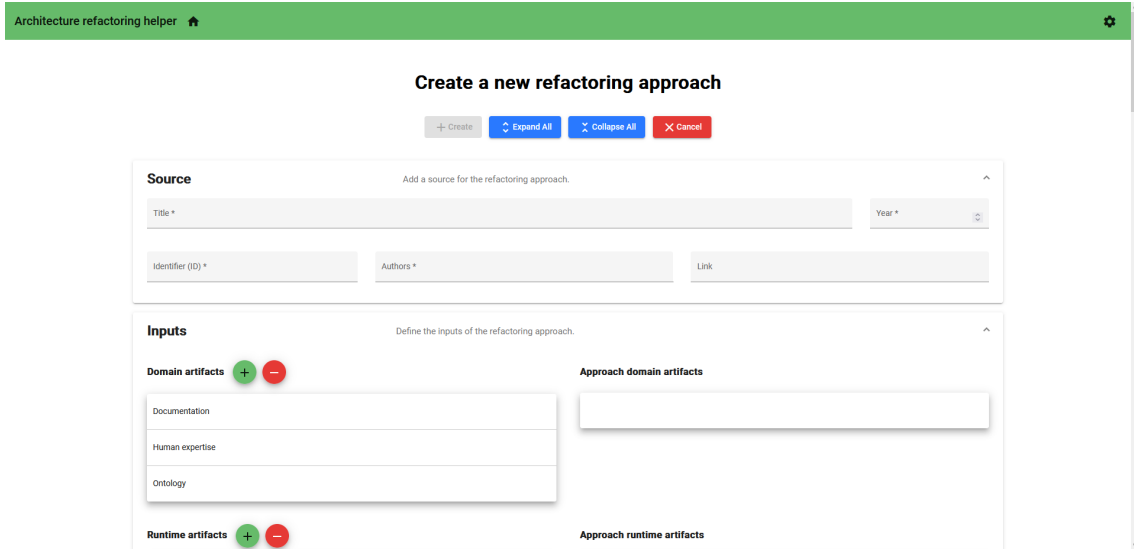 Architecture refactoring helper
Create a new refactoring approach
Create Expand All Collapse All Cancel
Source Add a source for the refactoring approach.
Title * Year *
Identifier (ID) * Authors * Link
Inputs Define the inputs of the refactoring approach.
Domain artifacts Approach domain artifacts
Documentation
Human expertise
Ontology
Runtime artifacts Approach runtime artifacts